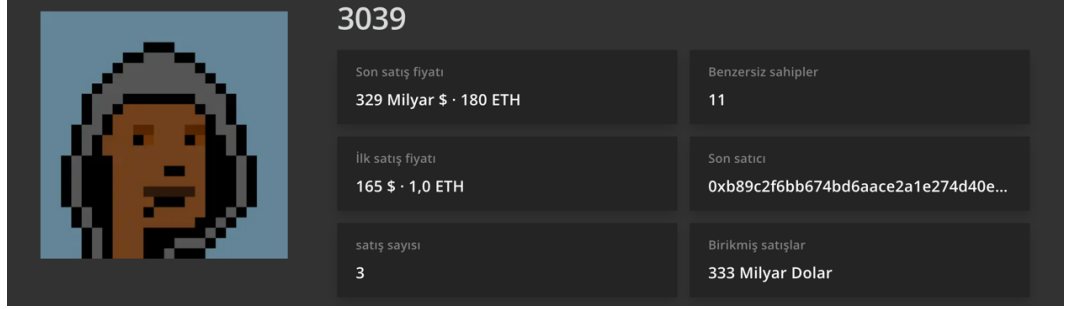 3039
Son satış fiyatı
329 Milyar $ · 180 ETH
Benzersiz sahipler
11
İlk satış fiyatı
165 $ · 1,0 ETH
Son satıcı
0xb89c2f6bb674bd6aace2a1e274d40e...
satış sayısı
3
Birikmiş satışlar
333 Milyar Dolar